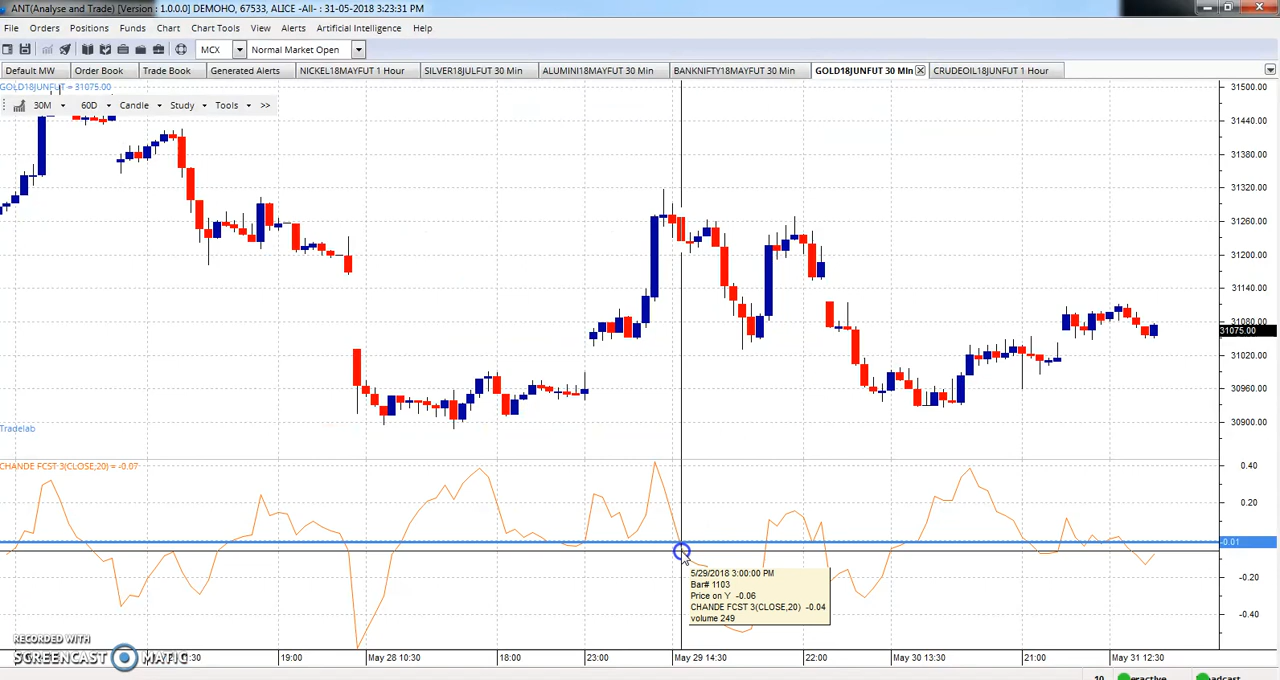 ANT(Analyse and Trade) [Version : 1.0.0.0] DEMOHO, 67533, ALICE -All- : 31-05-2018 3:23:31 PM
File Orders Positions Funds Chart Chart Tools View Alerts Artificial Intelligence Help
MCX Normal Market Open
Default MW Order Book Trade Book Generated Alerts NICKEL18MAYFUT 1 Hour SILVER18JULFUT 30 Min ALUMINI18MAYFUT 30 Min BANKNIFTY18MAYFUT 30 Min GOLD18JUNFUT 30 Min CRUDEOIL18JUNFUT 1 Hour
GOLD18JUNFUT = 31075.00
30M 60D Candle Study Tools >>
31500.00
31440.00
31380.00
31320.00
31260.00
31200.00
31140.00
31080.00
31075.00
31020.00
30960.00
30900.00
Tradelab
CHANDE FCST 3(CLOSE,20) = -0.07
0.40
0.20
-0.01
-0.20
-0.40
5/29/2018 3:00:00 PM
Bar# 1103
Price on Y -0.06
CHANDE FCST 3(CLOSE,20) -0.04
volume 249
RECORDED WITH
SCREENCAST MATIC
19:00 May 28 10:30 18:00 23:00 May 29 14:30 22:00 May 30 13:30 21:00 May 31 12:30